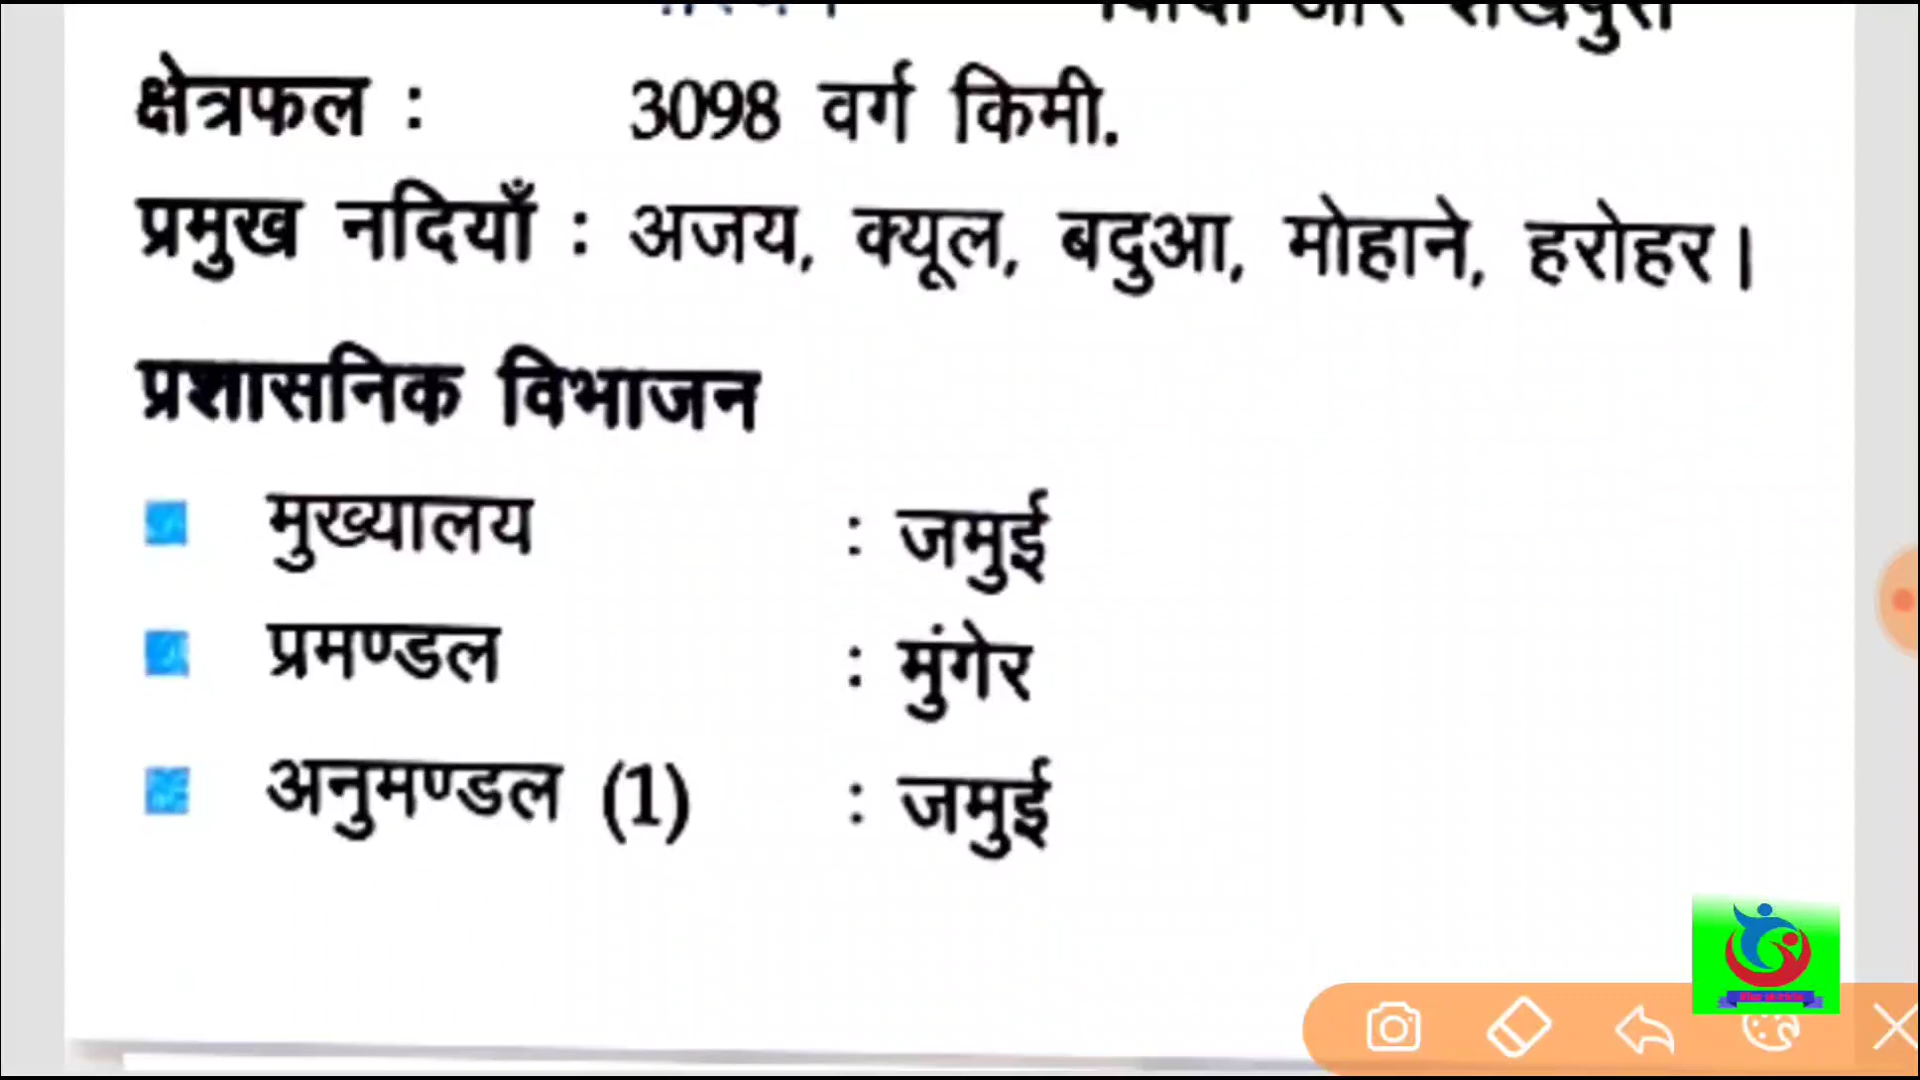 और
क्षेत्रफल : 3098 वर्ग किमी.
प्रमुख नदियाँ : अजय, क्यूल, बदुआ, मोहाने, हरोहर।
प्रशासनिक विभाजन
मुख्यालय : जमुई
प्रमण्डल : मुंगेर
अनुमण्डल (1) : जमुई